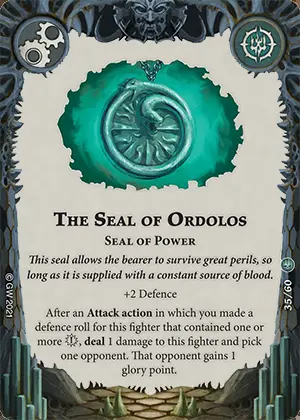 The Seal of Ordolos
Seal of Power
This seal allows the bearer to survive great perils, so
long as it is supplied with a constant source of blood.
+2 Defence
After an Attack action in which you made a
defence roll for this fighter that contained one or
more , deal 1 damage to this fighter and pick
one opponent. That opponent gains 1
glory point.
© GW 2021
35/60